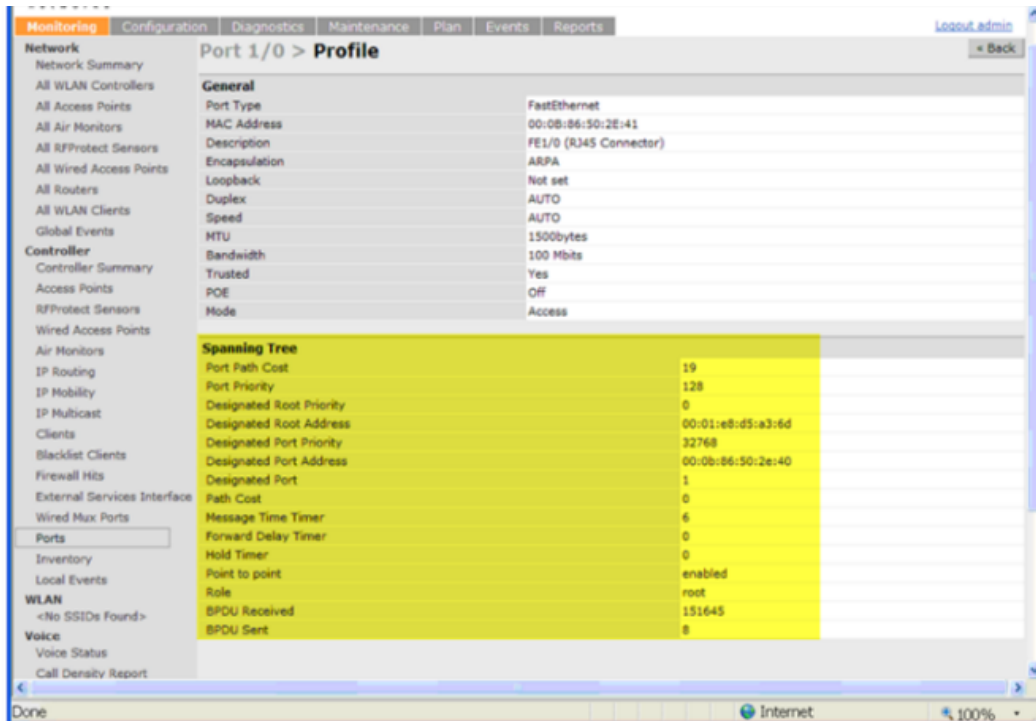 Monitoring Configuration Diagnostics Maintenance Plan Events Reports Logout admin
Network
Network Summary
All WLAN Controllers
All Access Points
All Air Monitors
All RFProtect Sensors
All Wired Access Points
All Routers
All WLAN Clients
Global Events
Controller
Controller Summary
Access Points
RFProtect Sensors
Wired Access Points
Air Monitors
IP Routing
IP Mobility
IP Multicast
Clients
Blacklist Clients
Firewall Hits
External Services Interface
Wired Mux Ports
Ports
Inventory
Local Events
WLAN
<No SSIDs Found>
Voice
Voice Status
Call Density Report
Port 1/0 > Profile
« Back
General
Port Type FastEthernet
MAC Address 00:0B:86:50:2E:41
Description FE1/0 (RJ45 Connector)
Encapsulation ARPA
Loopback Not set
Duplex AUTO
Speed AUTO
MTU 1500bytes
Bandwidth 100 Mbits
Trusted Yes
POE Off
Mode Access
Spanning Tree
Port Path Cost 19
Port Priority 128
Designated Root Priority 0
Designated Root Address 00:01:e8:d5:a3:6d
Designated Port Priority 32768
Designated Port Address 00:0b:86:50:2e:40
Designated Port 1
Path Cost 0
Message Time Timer 6
Forward Delay Timer 0
Hold Timer 0
Point to point enabled
Role root
BPDU Received 151645
BPDU Sent 8
Done Internet 100%